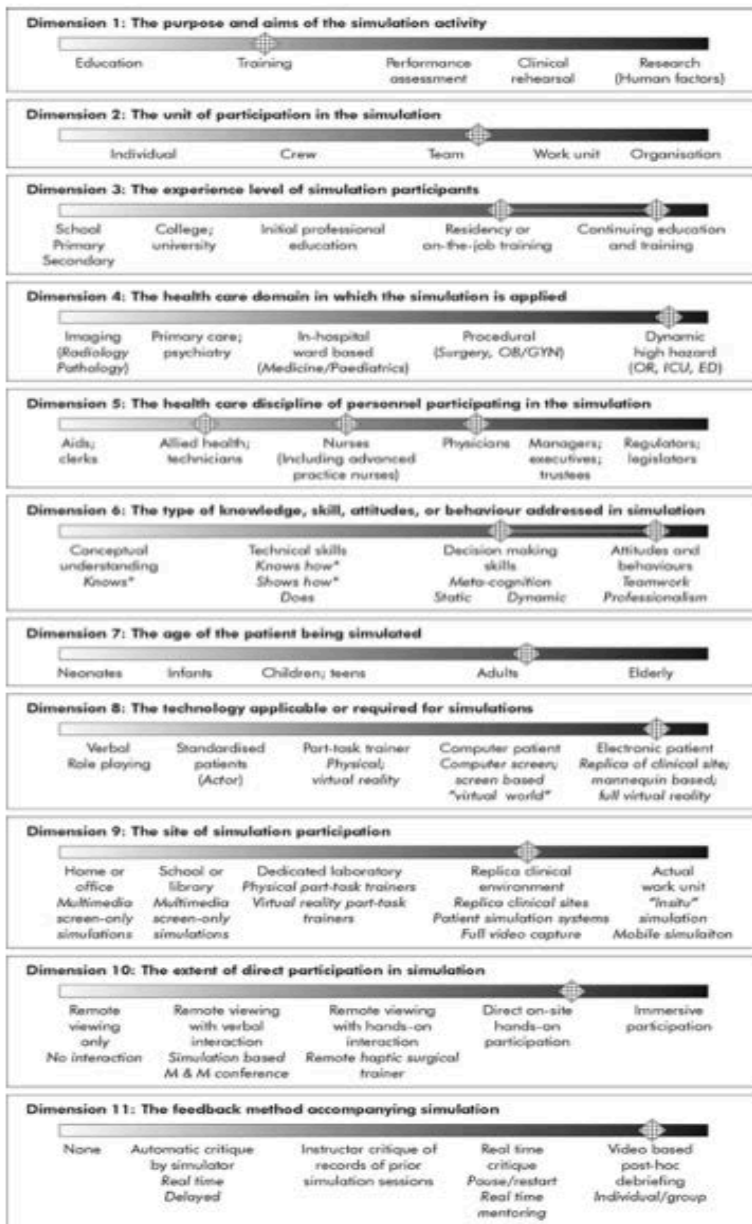 Dimension 1: The purpose and aims of the simulation activity
Education Training Performance assessment Clinical rehearsal Research (Human factors)
Dimension 2: The unit of participation in the simulation
Individual Crew Team Work unit Organisation
Dimension 3: The experience level of simulation participants
School Primary Secondary College; university Initial professional education Residency or on-the-job training Continuing education and training
Dimension 4: The health care domain in which the simulation is applied
Imaging (Radiology Pathology) Primary care; psychiatry In-hospital ward based (Medicine/Paediatrics) Procedural (Surgery, OB/GYN) Dynamic high hazard (OR, ICU, ED)
Dimension 5: The health care discipline of personnel participating in the simulation
Aids; clerks Allied health; technicians Nurses (Including advanced practice nurses) Physicians Managers; executives; trustees Regulators; legislators
Dimension 6: The type of knowledge, skill, attitudes, or behaviour addressed in simulation
Conceptual understanding Knows* Technical skills Knows how* Shows how* Does Decision making skills Meta-cognition Static Dynamic Attitudes and behaviours Teamwork Professionalism
Dimension 7: The age of the patient being simulated
Neonates Infants Children; teens Adults Elderly
Dimension 8: The technology applicable or required for simulations
Verbal Role playing Standardised patients (Actor) Part-task trainer Physical; virtual reality Computer patient Computer screen; screen based "virtual world" Electronic patient Replica of clinical site; mannequin based; full virtual reality
Dimension 9: The site of simulation participation
Home or office Multimedia screen-only simulations School or library Multimedia screen-only simulations Dedicated laboratory Physical part-task trainers Virtual reality part-task trainers Replica clinical environment Replica clinical sites Patient simulation systems Full video capture Actual work unit "Insitu" simulation Mobile simulaiton
Dimension 10: The extent of direct participation in simulation
Remote viewing only No interaction Remote viewing with verbal interaction Simulation based M & M conference Remote viewing with hands-on interaction Remote haptic surgical trainer Direct on-site hands-on participation Immersive participation
Dimension 11: The feedback method accompanying simulation
None Automatic critique by simulator Real time Delayed Instructor critique of records of prior simulation sessions Real time critique Pause/restart Real time mentoring Video based post-hoc debriefing Individual/group